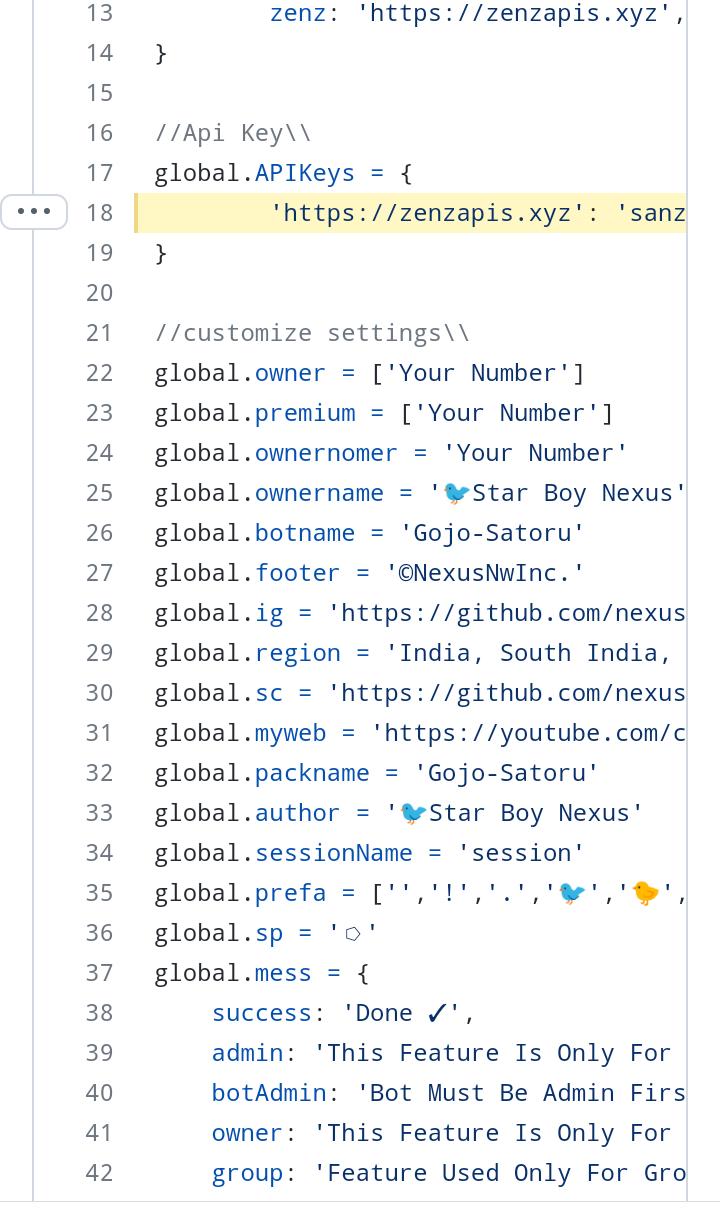 13 zenz: 'https://zenzapis.xyz',
14 }
15
16 //Api Key\\
17 global.APIKeys = {
18 'https://zenzapis.xyz': 'sanz
19 }
20
21 //customize settings\\
22 global.owner = ['Your Number']
23 global.premium = ['Your Number']
24 global.ownernomer = 'Your Number'
25 global.ownername = '🐦Star Boy Nexus'
26 global.botname = 'Gojo-Satoru'
27 global.footer = '©NexusNwInc.'
28 global.ig = 'https://github.com/nexus
29 global.region = 'India, South India,
30 global.sc = 'https://github.com/nexus
31 global.myweb = 'https://youtube.com/c
32 global.packname = 'Gojo-Satoru'
33 global.author = '🐦Star Boy Nexus'
34 global.sessionName = 'session'
35 global.prefa = ['','!','.','🐦','🐤',
36 global.sp = '⭔'
37 global.mess = {
38 success: 'Done ✓',
39 admin: 'This Feature Is Only For
40 botAdmin: 'Bot Must Be Admin Firs
41 owner: 'This Feature Is Only For
42 group: 'Feature Used Only For Gro